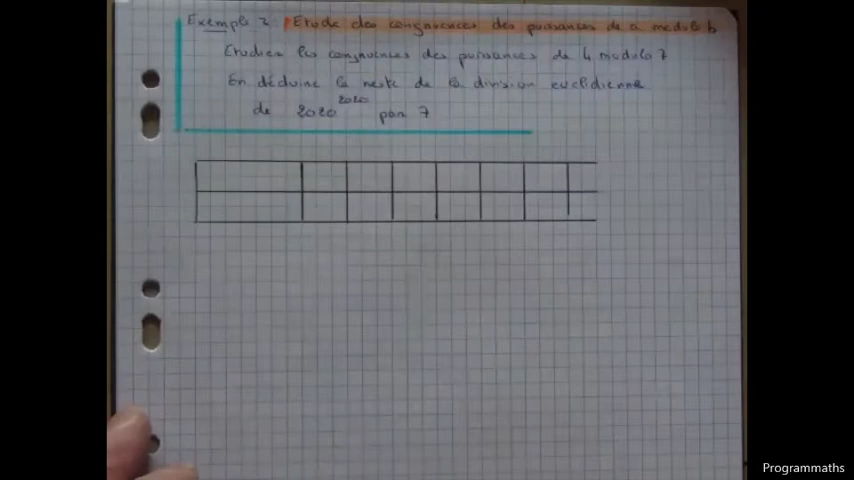 Exemple 2 : Etude des congruences des puissances de a modulo b
Etudier les congruences des puissances de 4 modulo 7
En déduire le reste de la division euclidienne
de 2020^2020 par 7
Programmaths